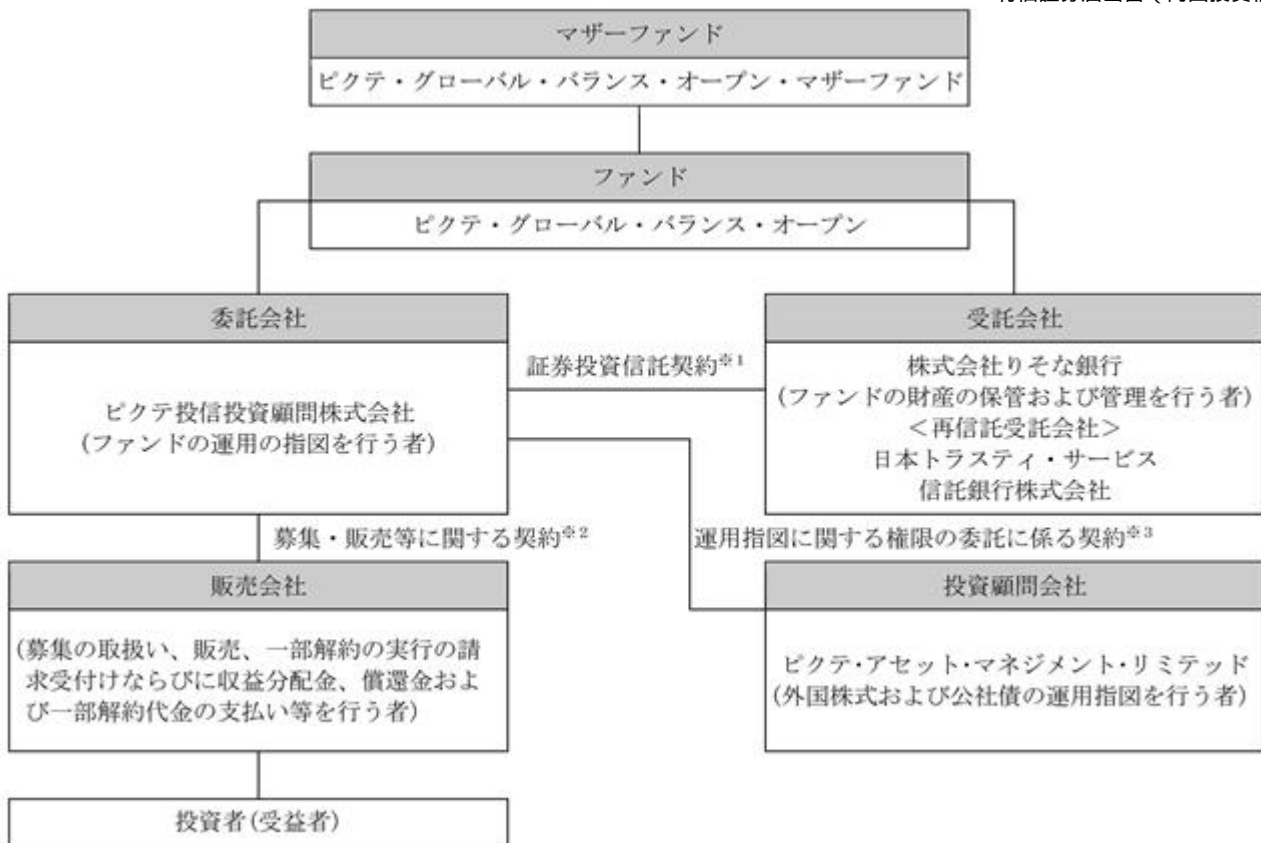 マザーファンド
ピクテ・グローバル・バランス・オープン・マザーファンド
ファンド
ピクテ・グローバル・バランス・オープン
委託会社
ピクテ投信投資顧問株式会社
(ファンドの運用の指図を行う者)
証券投資信託契約※1
受託会社
株式会社りそな銀行
(ファンドの財産の保管および管理を行う者)
<再信託受託会社>
日本トラスティ・サービス
信託銀行株式会社
募集・販売等に関する契約※2
運用指図に関する権限の委託に係る契約※3
販売会社
(募集の取扱い、販売、一部解約の実行の請
求受付けならびに収益分配金、償還金およ
び一部解約代金の支払い等を行う者)
投資顧問会社
ピクテ・アセット・マネジメント・リミテッド
(外国株式および公社債の運用指図を行う者)
投資者(受益者)